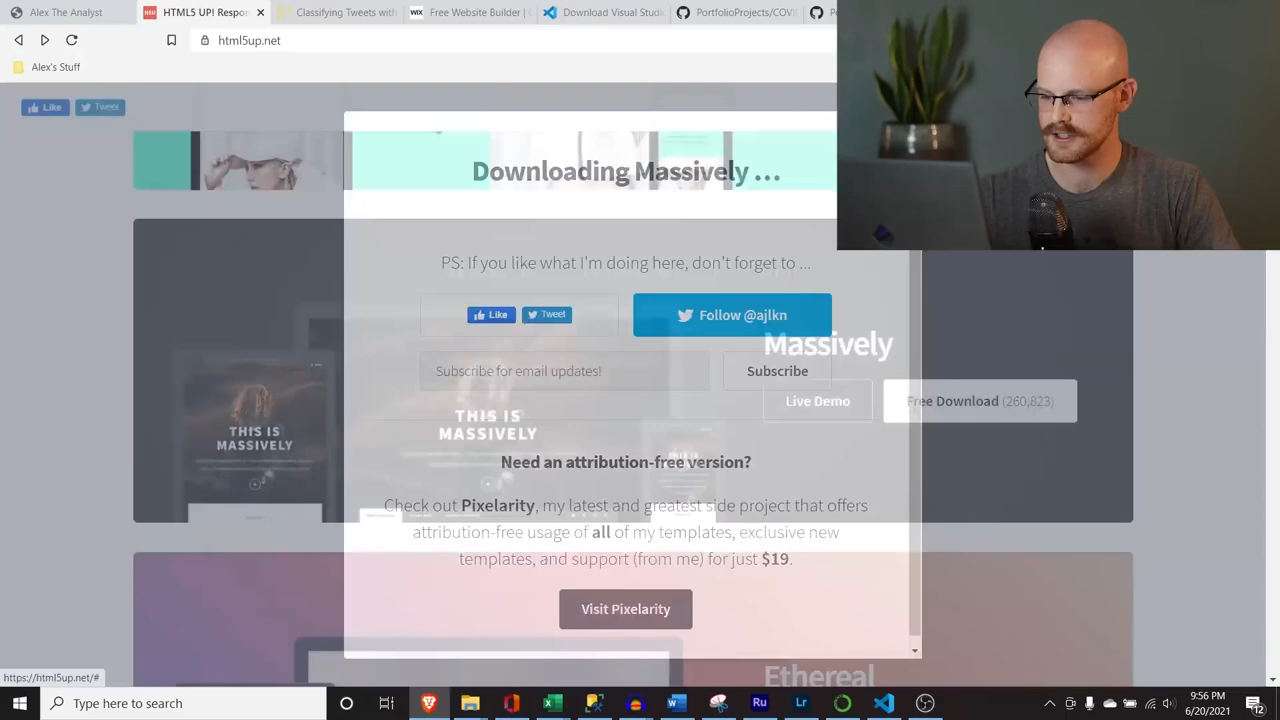 Alex The Analyst
HTML5 UP! Respon
Classifying Tweets with
WIX
Free Website Builder |
Download Visual Studi
PortfolioProjects/COVI
html5up.net
Alex's Stuff
Like
Tweet
Downloading Massively ...
PS: If you like what I'm doing here, don't forget to ...
Like
Tweet
Follow @ajlkn
Massively
Subscribe for email updates!
Subscribe
Live Demo
Free Download (260,823)
THIS IS
MASSIVELY
THIS IS
MASSIVELY
Need an attribution-free version?
Check out Pixelarity, my latest and greatest side project that offers
attribution-free usage of all of my templates, exclusive new
templates, and support (from me) for just $19.
Visit Pixelarity
Ethereal
https://html5up.net/#
Type here to search
Ru
Lr
9:56 PM
6/20/2021
12